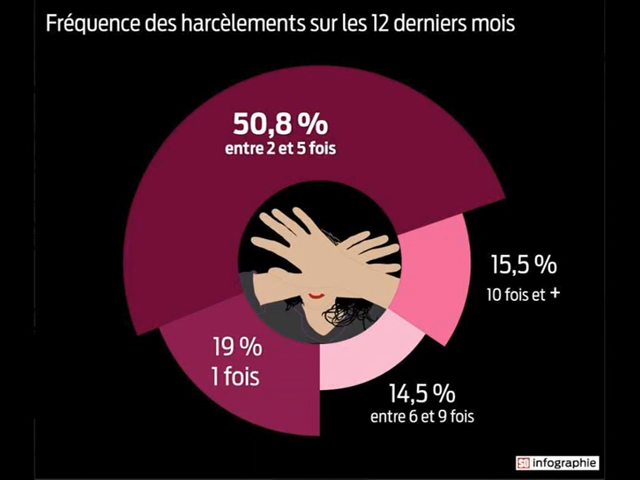 Fréquence des harcèlements sur les 12 derniers mois
50,8 %
entre 2 et 5 fois
15,5 %
10 fois et +
19 %
1 fois
14,5 %
entre 6 et 9 fois
infographie